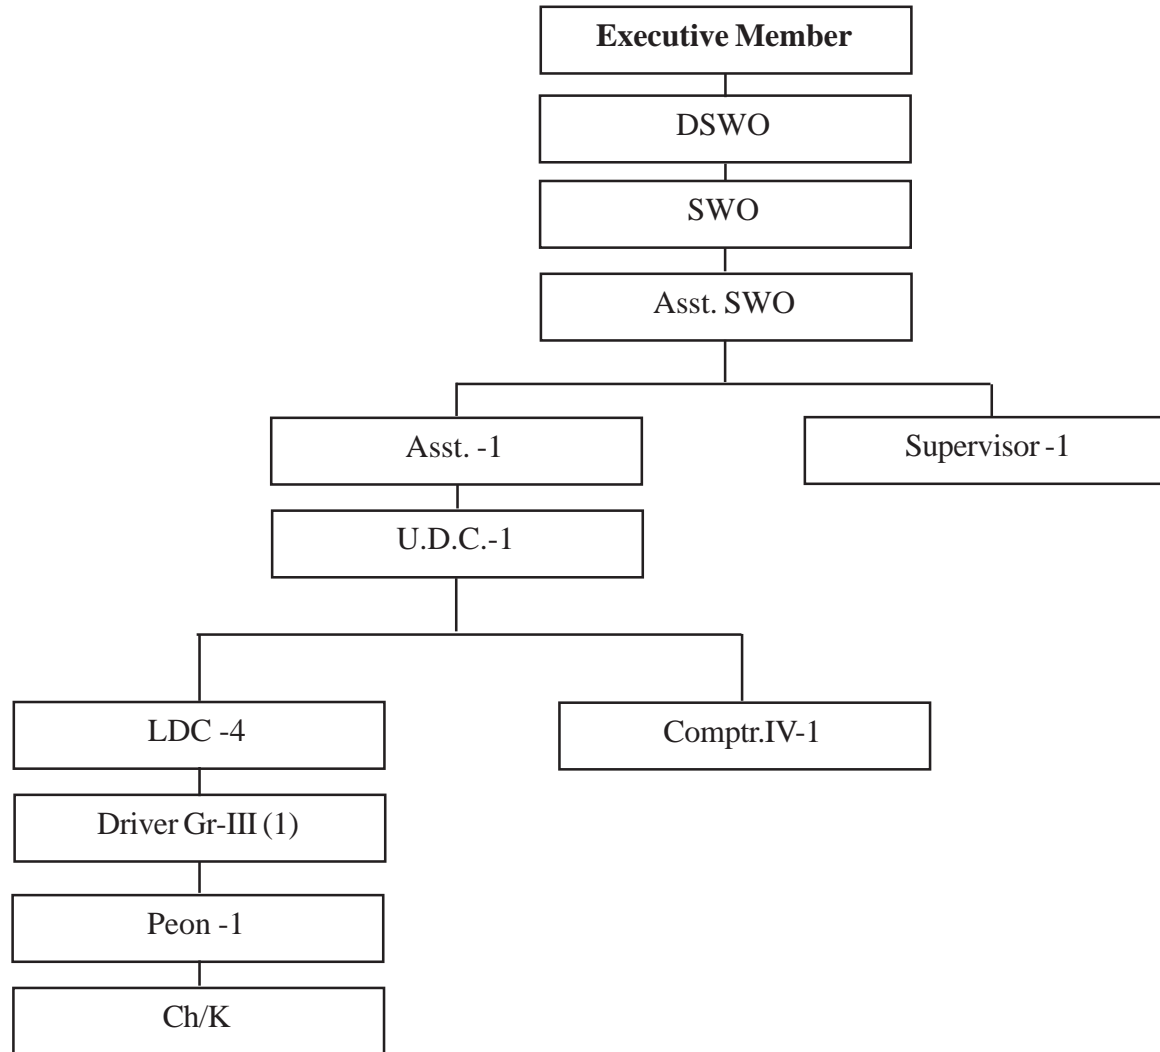 Executive Member
DSWO
SWO
Asst. SWO
Asst. -1
Supervisor -1
U.D.C.-1
LDC -4
Comptr.IV-1
Driver Gr-III (1)
Peon -1
Ch/K